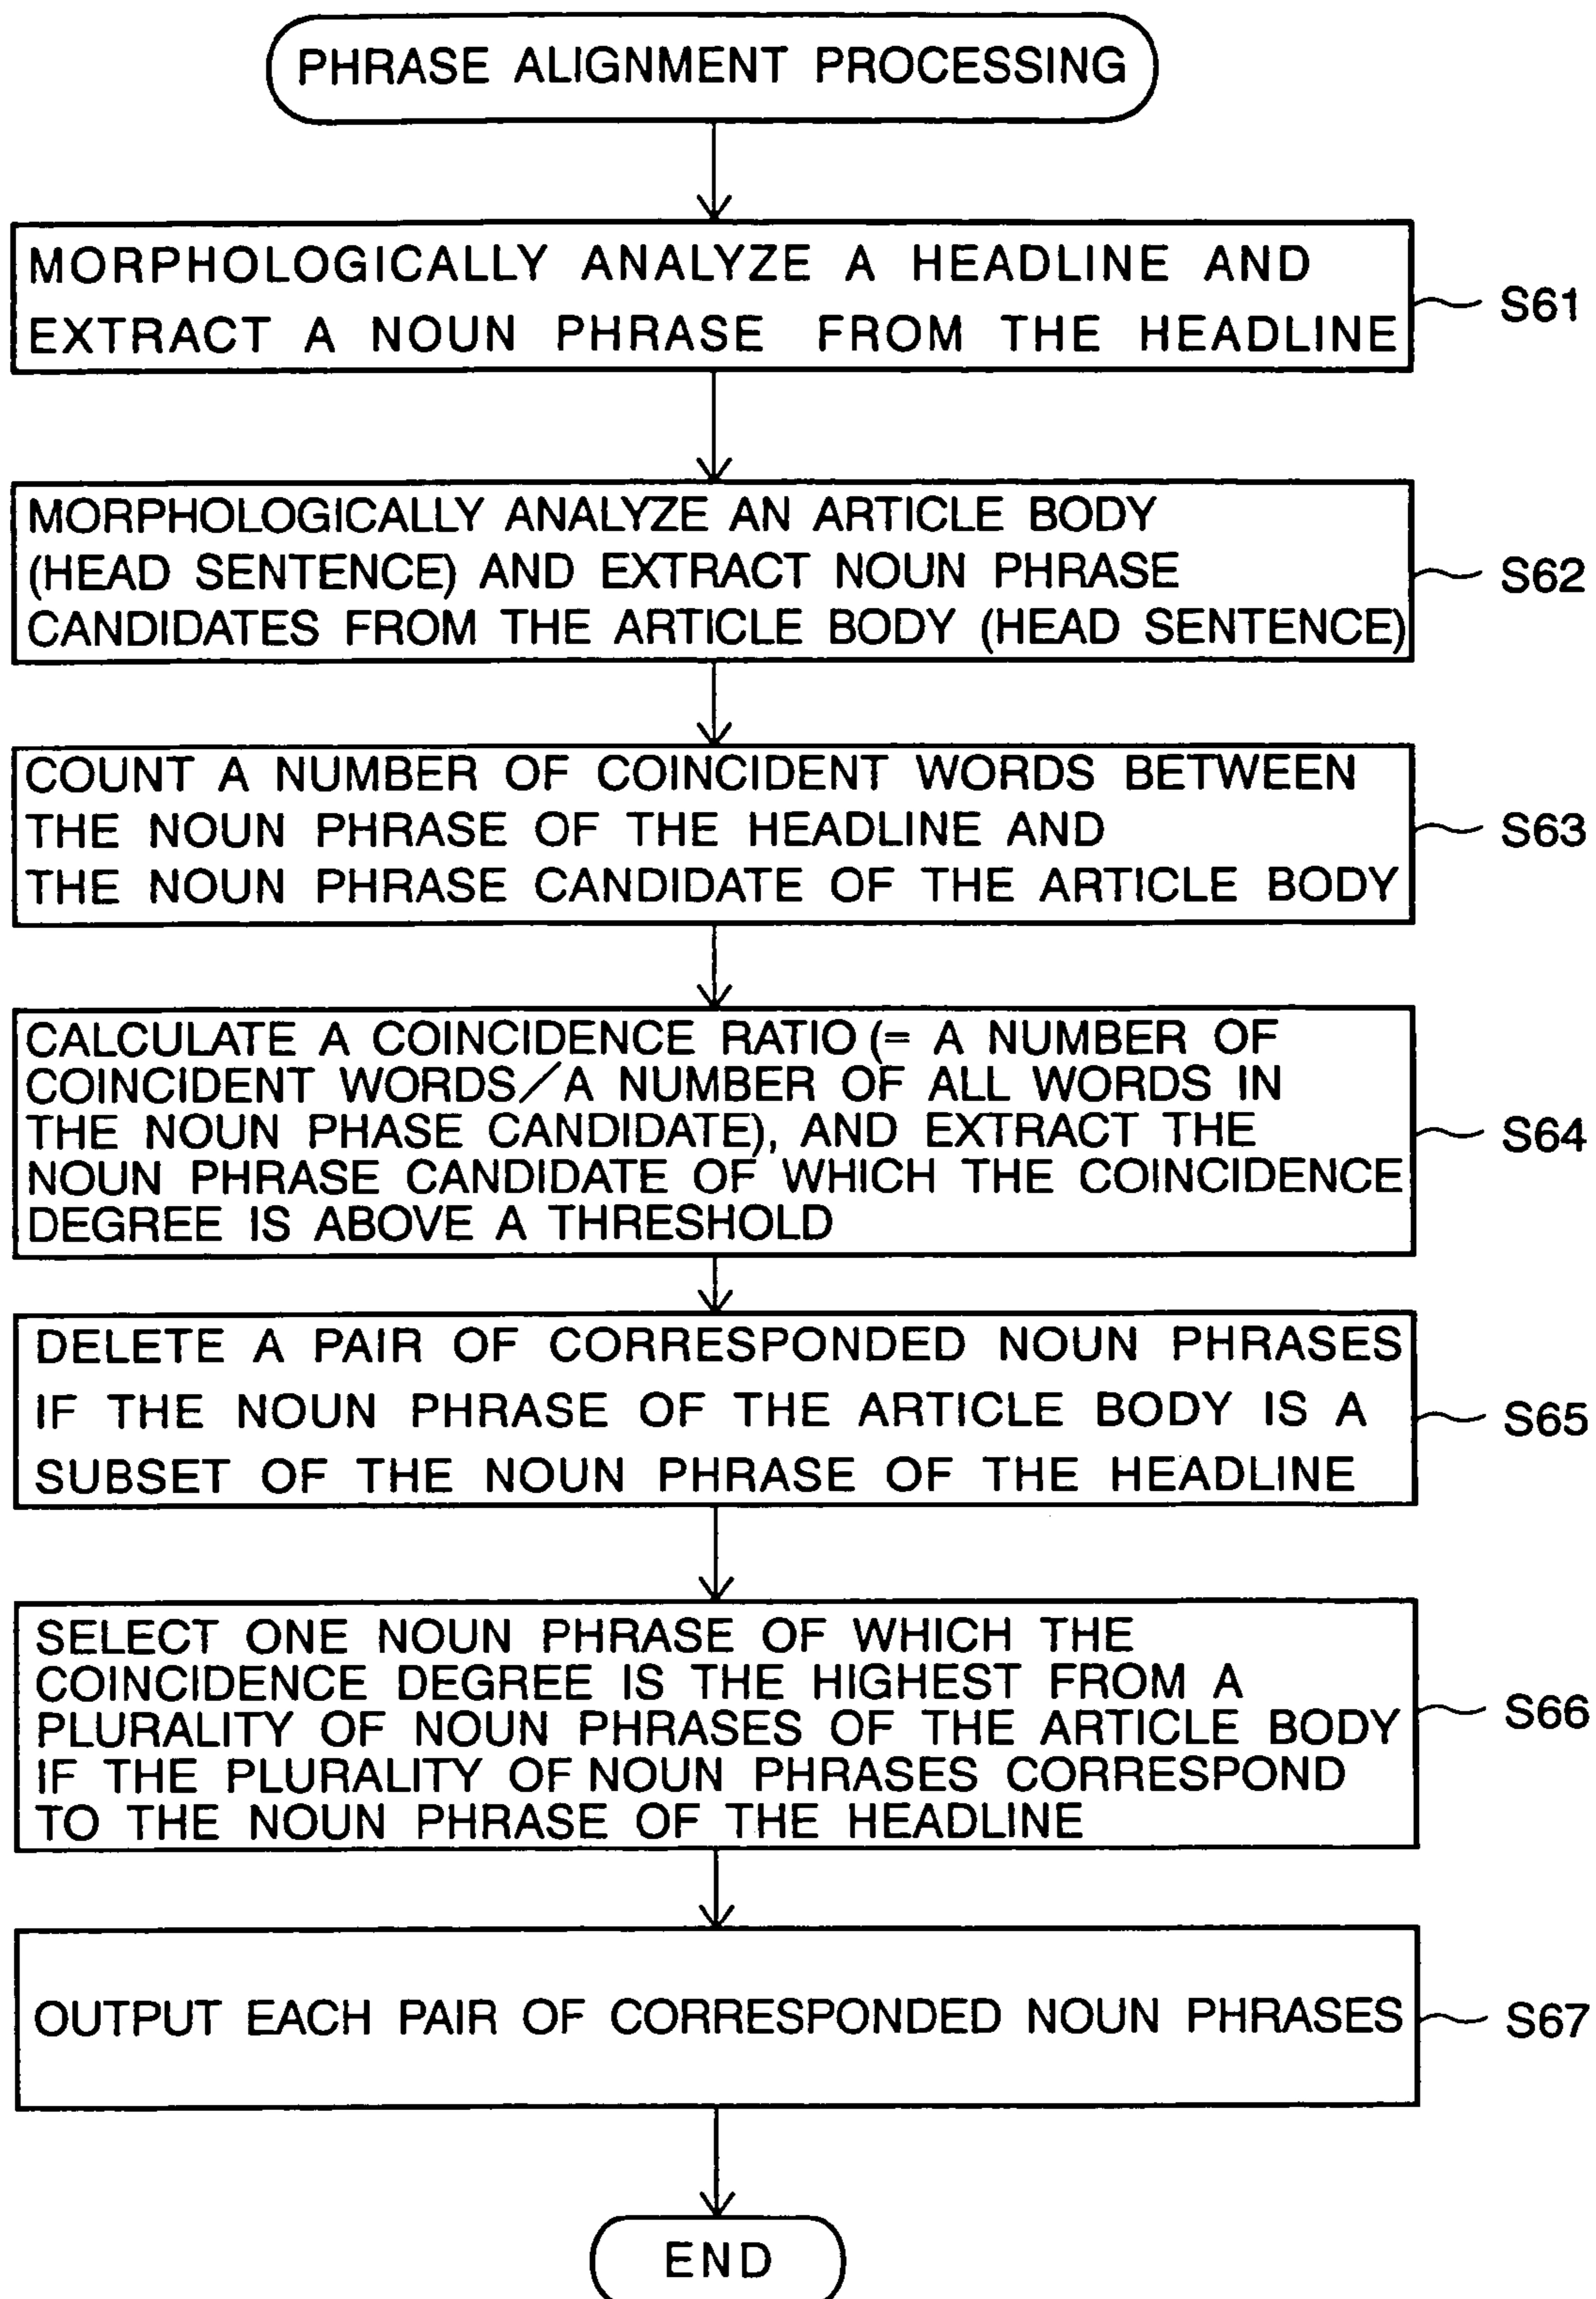 PHRASE ALIGNMENT PROCESSING
MORPHOLOGICALLY ANALYZE A HEADLINE AND
EXTRACT A NOUN PHRASE FROM THE HEADLINE
S61
MORPHOLOGICALLY ANALYZE AN ARTICLE BODY
(HEAD SENTENCE) AND EXTRACT NOUN PHRASE
CANDIDATES FROM THE ARTICLE BODY (HEAD SENTENCE)
S62
COUNT A NUMBER OF COINCIDENT WORDS BETWEEN
THE NOUN PHRASE OF THE HEADLINE AND
THE NOUN PHRASE CANDIDATE OF THE ARTICLE BODY
S63
CALCULATE A COINCIDENCE RATIO (= A NUMBER OF
COINCIDENT WORDS/A NUMBER OF ALL WORDS IN
THE NOUN PHASE CANDIDATE), AND EXTRACT THE
NOUN PHRASE CANDIDATE OF WHICH THE COINCIDENCE
DEGREE IS ABOVE A THRESHOLD
S64
DELETE A PAIR OF CORRESPONDED NOUN PHRASES
IF THE NOUN PHRASE OF THE ARTICLE BODY IS A
SUBSET OF THE NOUN PHRASE OF THE HEADLINE
S65
SELECT ONE NOUN PHRASE OF WHICH THE
COINCIDENCE DEGREE IS THE HIGHEST FROM A
PLURALITY OF NOUN PHRASES OF THE ARTICLE BODY
IF THE PLURALITY OF NOUN PHRASES CORRESPOND
TO THE NOUN PHRASE OF THE HEADLINE
S66
OUTPUT EACH PAIR OF CORRESPONDED NOUN PHRASES
S67
END